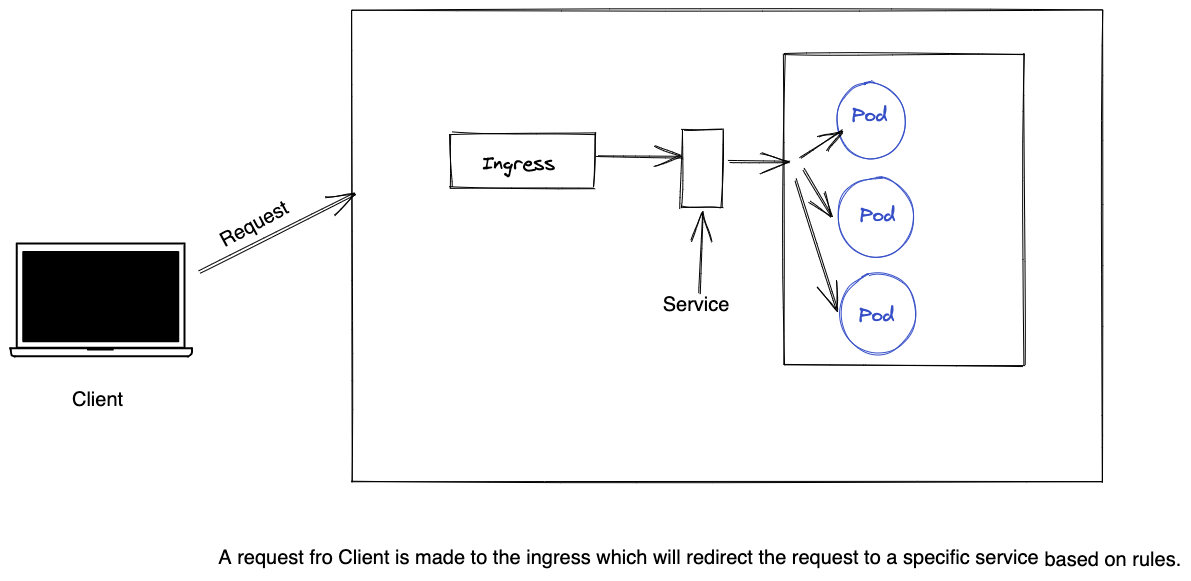 Pod
Ingress
Request
Pod
Service
Pod
Client
A request fro Client is made to the ingress which will redirect the request to a specific service based on rules.